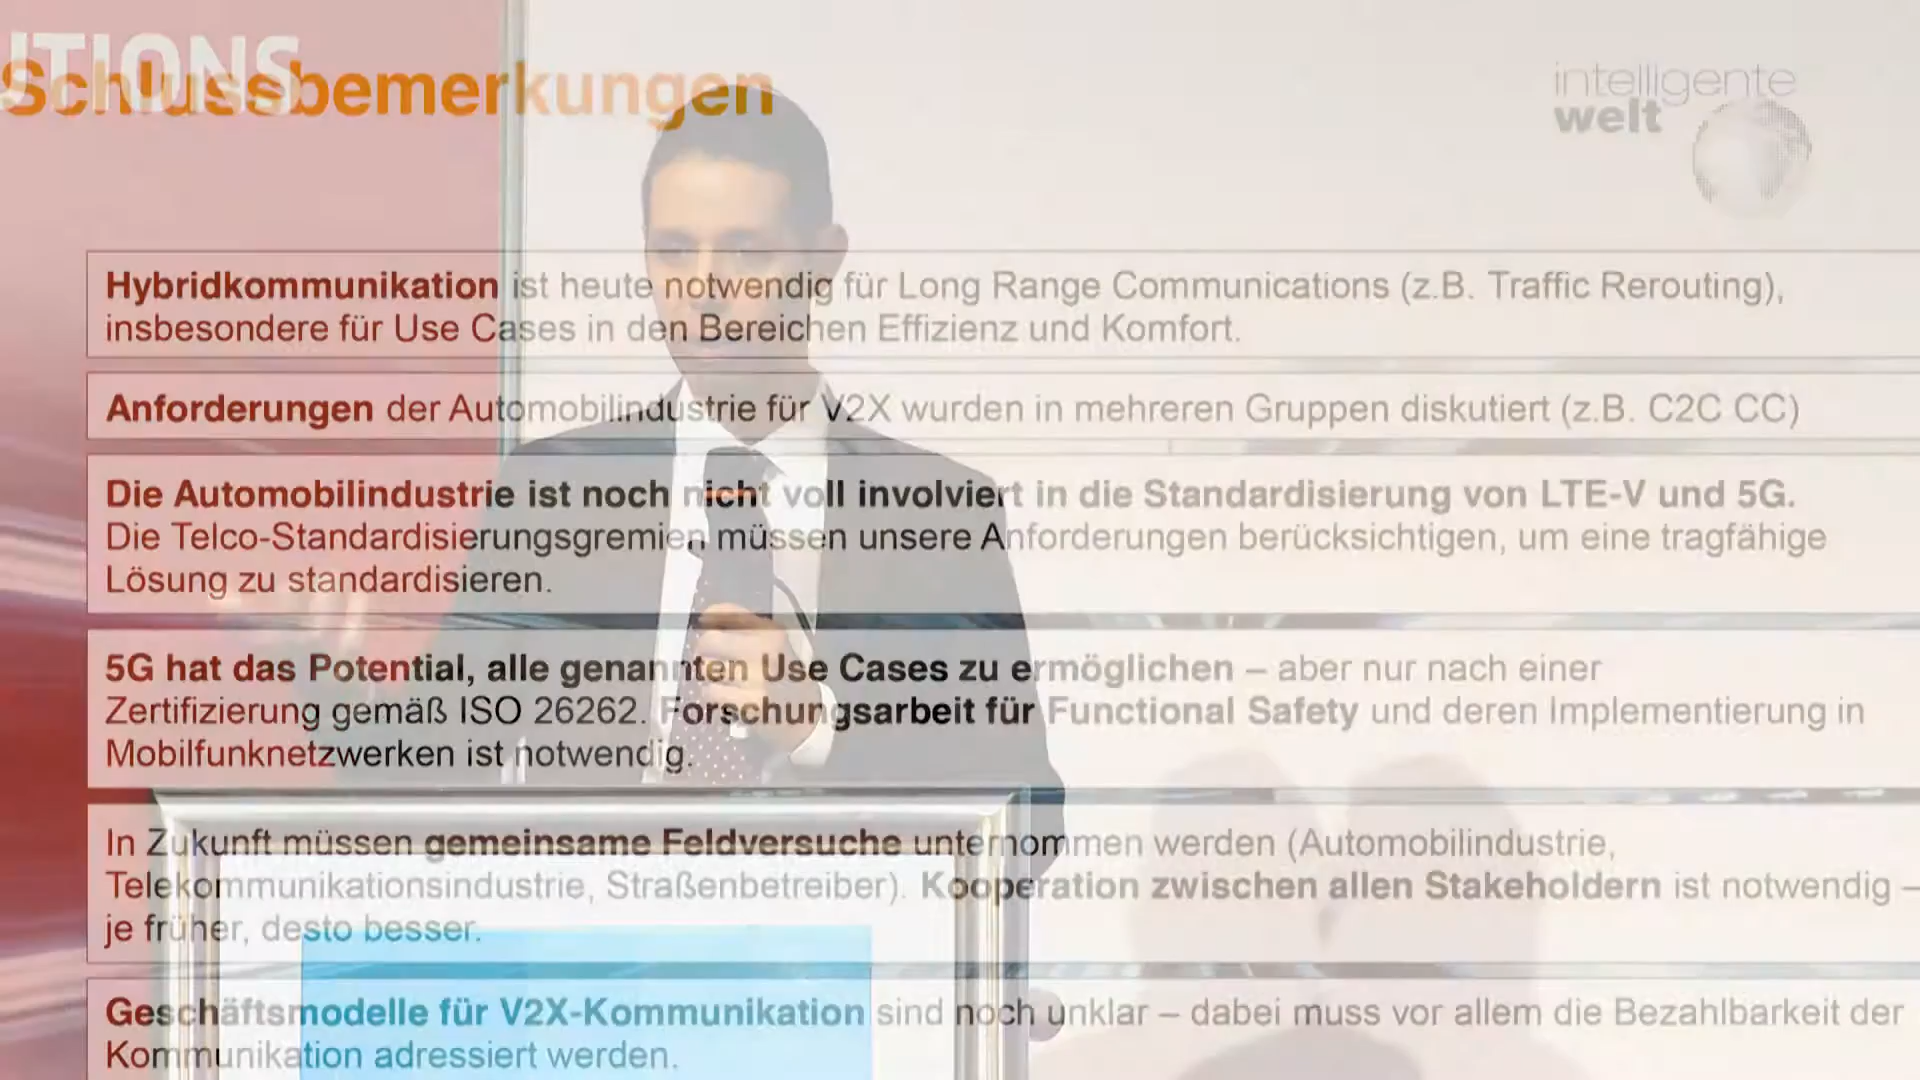 UTIONS
Schlussbemerkungen
intelligente
welt
Hybridkommunikation ist heute notwendig für Long Range Communications (z.B. Traffic Rerouting),
insbesondere für Use Cases in den Bereichen Effizienz und Komfort.
Anforderungen der Automobilindustrie für V2X wurden in mehreren Gruppen diskutiert (z.B. C2C CC)
Die Automobilindustrie ist noch nicht voll involviert in die Standardisierung von LTE-V und 5G.
Die Telco-Standardisierungsgremien müssen unsere Anforderungen berücksichtigen, um eine tragfähige
Lösung zu standardisieren.
5G hat das Potential, alle genannten Use Cases zu ermöglichen – aber nur nach einer
Zertifizierung gemäß ISO 26262. Forschungsarbeit für Functional Safety und deren Implementierung in
Mobilfunknetzwerken ist notwendig.
In Zukunft müssen gemeinsame Feldversuche unternommen werden (Automobilindustrie,
Telekommunikationsindustrie, Straßenbetreiber). Kooperation zwischen allen Stakeholdern ist notwendig –
je früher, desto besser.
Geschäftsmodelle für V2X-Kommunikation sind noch unklar – dabei muss vor allem die Bezahlbarkeit der
Kommunikation adressiert werden.